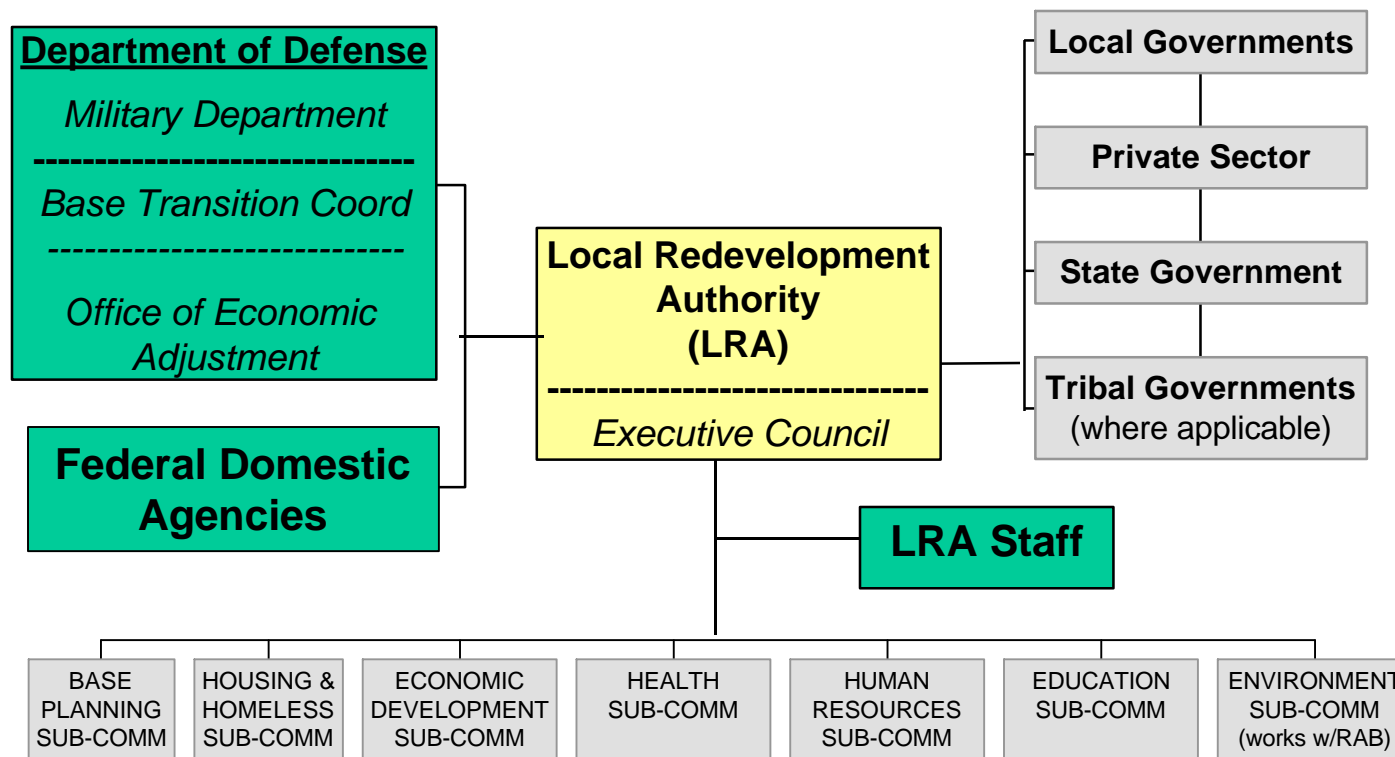 Department of Defense
Military Department
Base Transition Coord
Office of Economic
Adjustment
Federal Domestic
Agencies
Local Redevelopment
Authority
(LRA)
Executive Council
Local Governments
Private Sector
State Government
Tribal Governments
(where applicable)
LRA Staff
BASE
PLANNING
SUB-COMM
HOUSING &
HOMELESS
SUB-COMM
ECONOMIC
DEVELOPMENT
SUB-COMM
HEALTH
SUB-COMM
HUMAN
RESOURCES
SUB-COMM
EDUCATION
SUB-COMM
ENVIRONMENT
SUB-COMM
(works w/RAB)